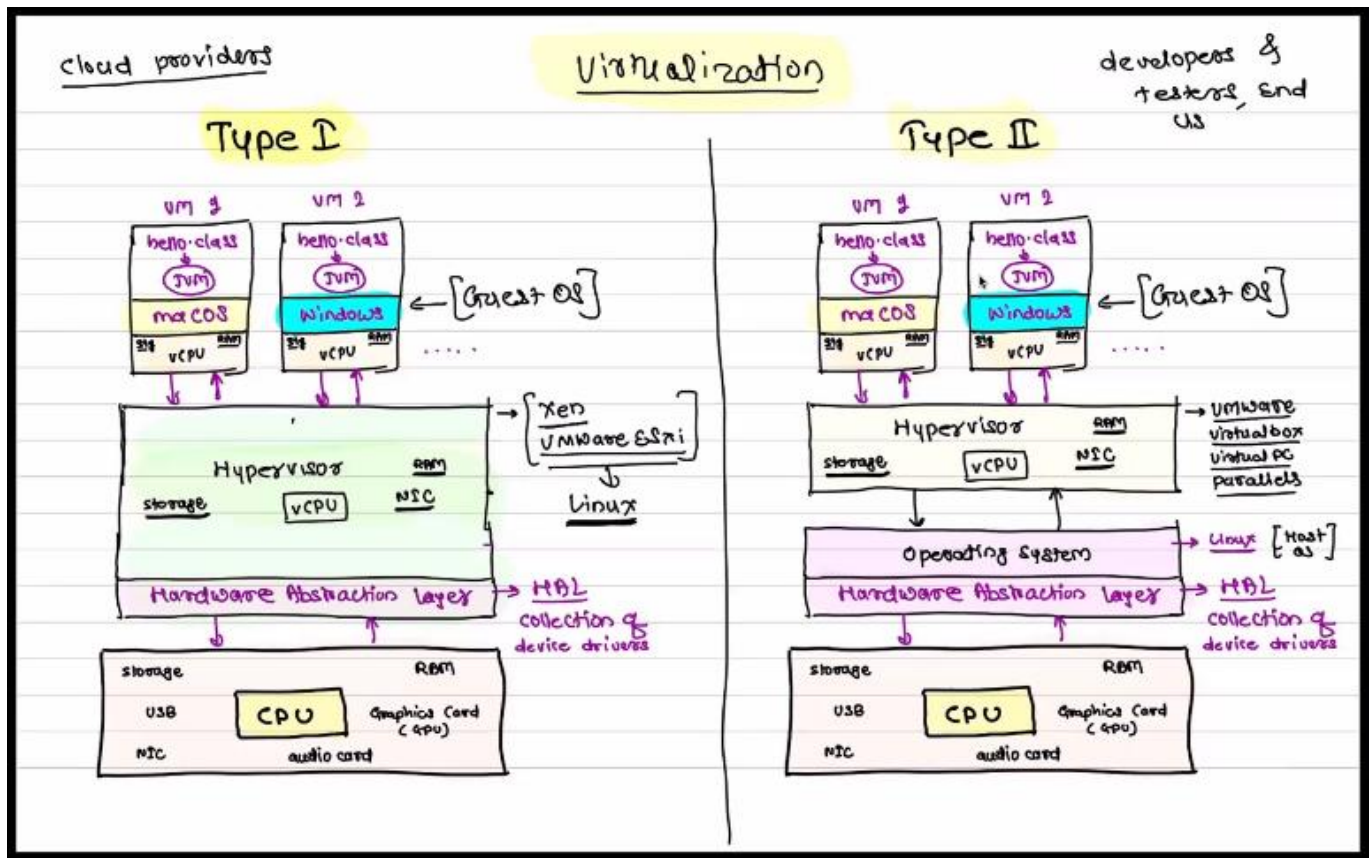 cloud providers
Virtualization
developers &
testers, End
us
Type I
VM 1
VM 2
hello.class
hello.class
JVM
JVM
macOS
Windows
[Guest OS]
vCPU
RAM
vCPU
RAM
.....
Hypervisor
RAM
storage
vCPU
NIC
Xen
VMware ESXi
Linux
Hardware Abstraction Layer
HAL
collection of
device drivers
storage
RAM
USB
CPU
Graphics Card
(GPU)
NIC
audio card
Type II
VM 1
VM 2
hello.class
hello.class
JVM
JVM
macOS
Windows
[Guest OS]
vCPU
RAM
vCPU
RAM
......
Hypervisor
RAM
storage
vCPU
NIC
VMware
virtualbox
virtual PC
parallels
Operating System
Linux
[Host
OS]
Hardware Abstraction Layer
HAL
collection of
device drivers
storage
RAM
USB
CPU
Graphics Card
(GPU)
NIC
audio card